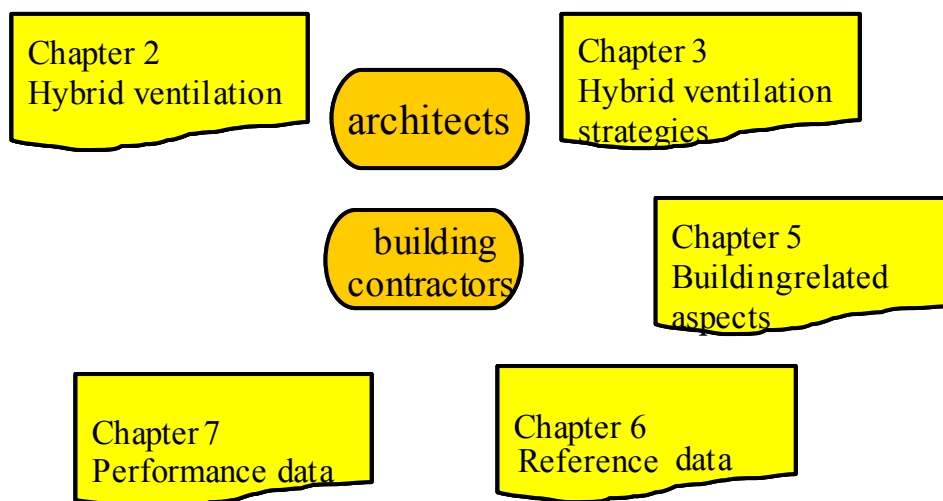 Chapter 2
Hybrid ventilation
architects
Chapter 3
Hybrid ventilation
strategies
building
contractors
Chapter 5
Buildingrelated
aspects
Chapter 7
Performance data
Chapter 6
Reference data